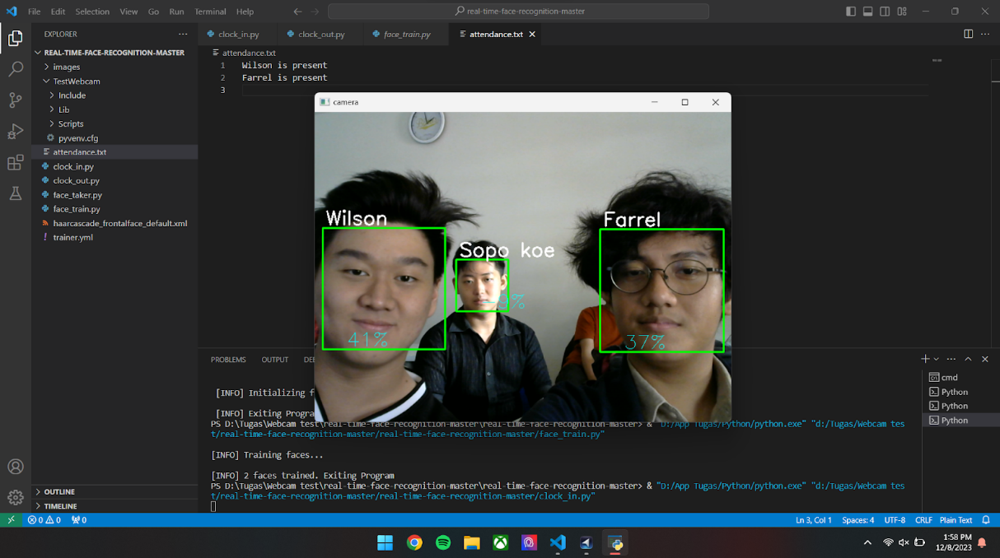 File Edit Selection View Go Run Terminal Help
real-time-face-recognition-master
EXPLORER
REAL-TIME-FACE-RECOGNITION-MASTER
images
TestWebcam
Include
Lib
Scripts
pyvenv.cfg
attendance.txt
clock_in.py
clock_out.py
face_taker.py
face_train.py
haarcascade_frontalface_default.xml
trainer.yml
OUTLINE
TIMELINE
clock_in.py clock_out.py face_train.py attendance.txt
attendance.txt
1 Wilson is present
2 Farrel is present
3
camera
Wilson
41%
Sopo koe
-9%
Farrel
37%
PROBLEMS OUTPUT DE
[INFO] Initializing f
[INFO] Exiting Progra
PS D:\Tugas\Webcam test\real-time-face-recognition-master\real-time-face-recognition-master> & "D:/App Tugas/Python/python.exe" "d:/Tugas/Webcam tes
t/real-time-face-recognition-master/real-time-face-recognition-master/face_train.py"
[INFO] Training faces...
[INFO] 2 faces trained. Exiting Program
PS D:\Tugas\Webcam test\real-time-face-recognition-master\real-time-face-recognition-master> & "D:/App Tugas/Python/python.exe" "d:/Tugas/Webcam tes
t/real-time-face-recognition-master/real-time-face-recognition-master/clock_in.py"
cmd
Python
Python
Python
0 0 0
Ln 3, Col 1 Spaces: 4 UTF-8 CRLF Plain Text
1:58 PM
12/8/2023